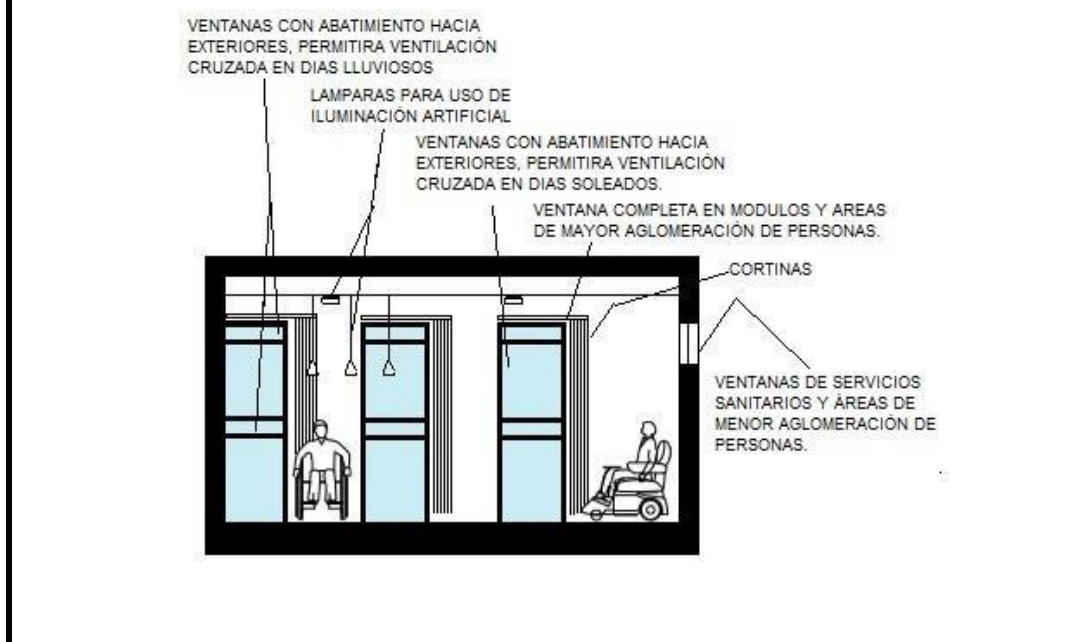 VENTANAS CON ABATIMIENTO HACIA
EXTERIORES, PERMITIRA VENTILACIÓN
CRUZADA EN DIAS LLUVIOSOS
LAMPARAS PARA USO DE
ILUMINACIÓN ARTIFICIAL
VENTANAS CON ABATIMIENTO HACIA
EXTERIORES, PERMITIRA VENTILACIÓN
CRUZADA EN DIAS SOLEADOS.
VENTANA COMPLETA EN MODULOS Y AREAS
DE MAYOR AGLOMERACIÓN DE PERSONAS.
CORTINAS
VENTANAS DE SERVICIOS
SANITARIOS Y ÁREAS DE
MENOR AGLOMERACIÓN DE
PERSONAS.